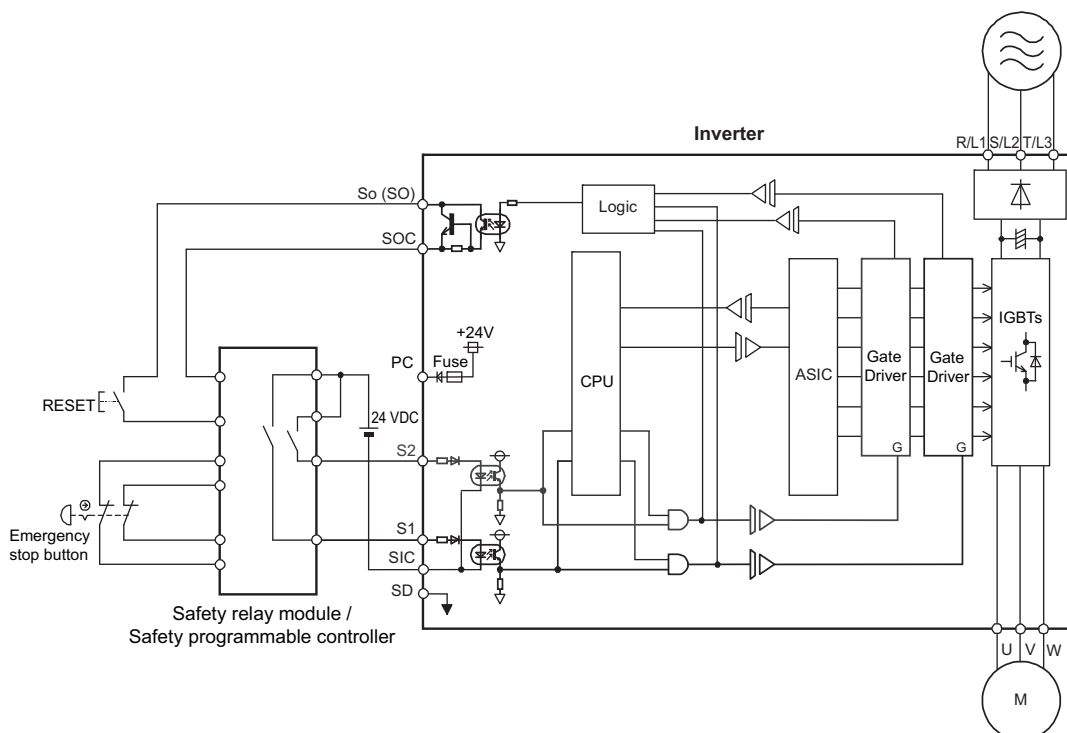 Inverter
R/L1 S/L2 T/L3
So (SO)
SOC
Logic
+24V
PC
Fuse
IGBTs
CPU
ASIC
Gate
Driver
Gate
Driver
G
G
RESET
24 VDC
S2
Emergency
stop button
S1
SIC
SD
Safety relay module /
Safety programmable controller
U
V
W
M